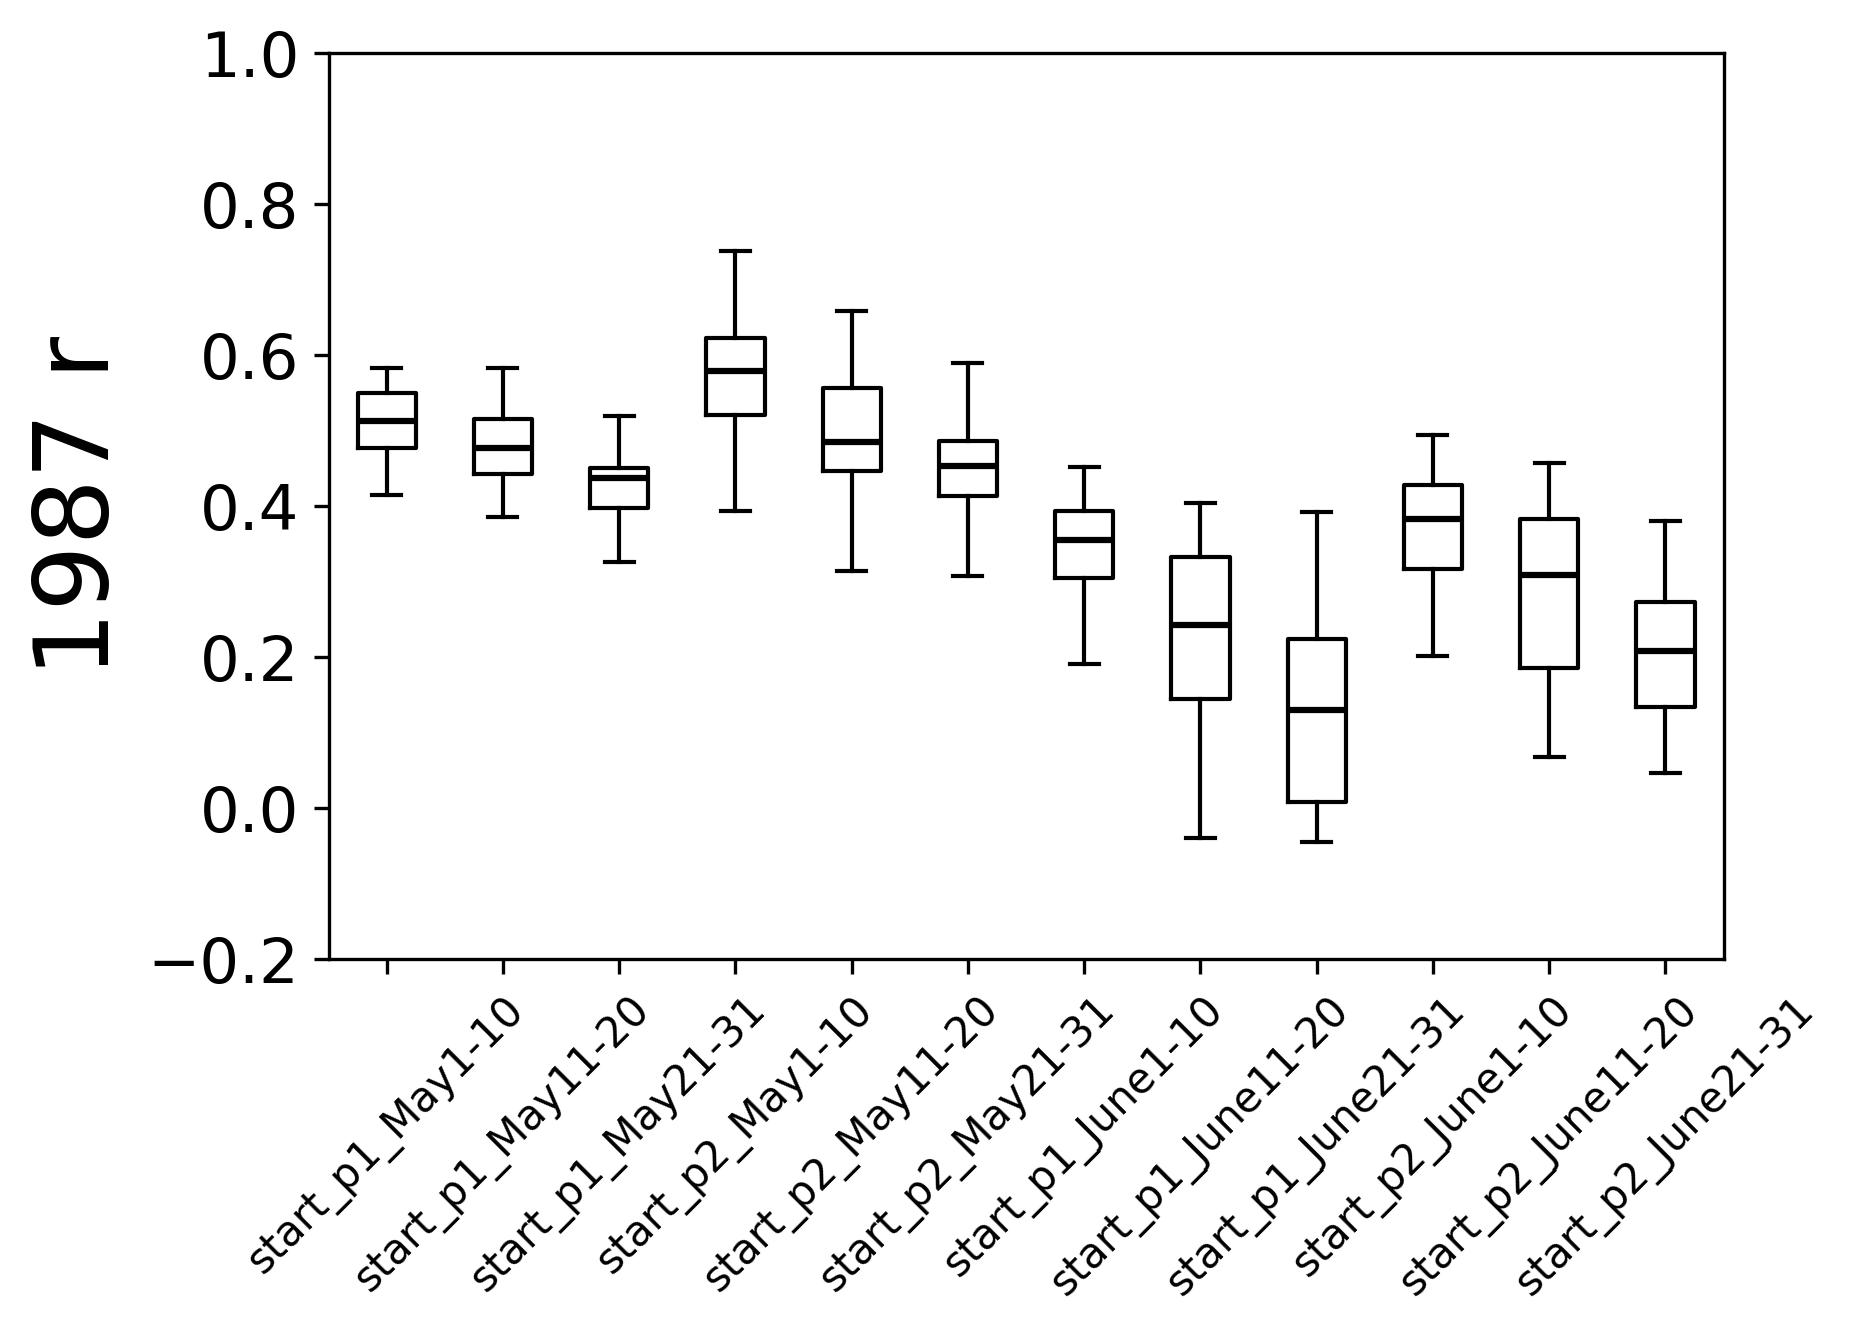 1987 r
1.0
0.8
0.6
0.4
0.2
0.0
−0.2
start_p1_May1-10
start_p1_May11-20
start_p1_May21-31
start_p2_May1-10
start_p2_May11-20
start_p2_May21-31
start_p1_June1-10
start_p1_June11-20
start_p1_June21-31
start_p2_June1-10
start_p2_June11-20
start_p2_June21-31